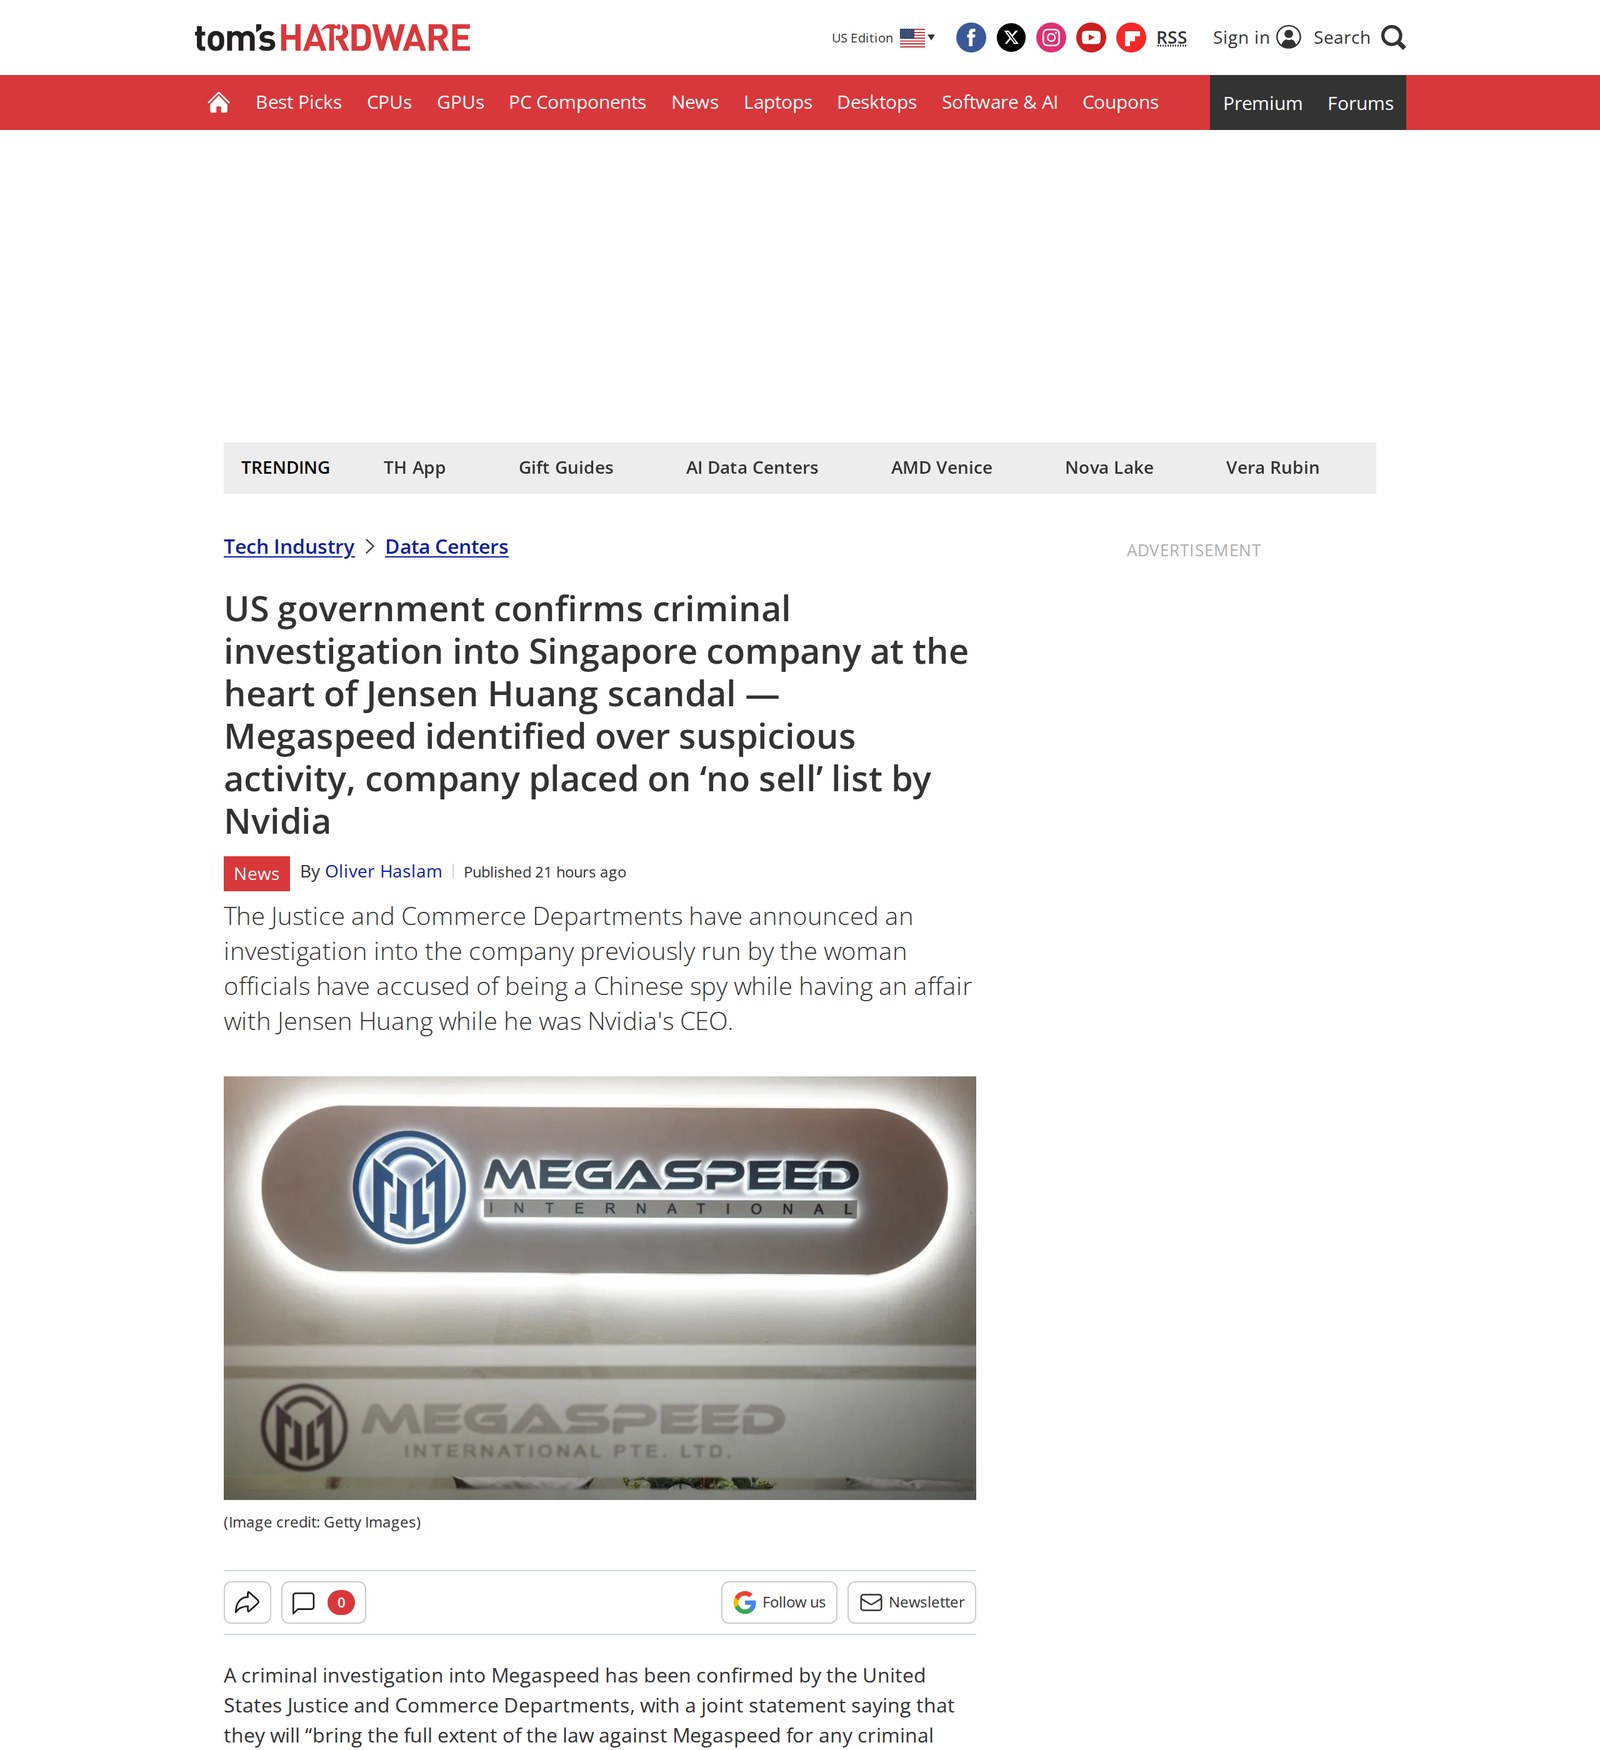 tom's HARDWARE
US Edition
RSS
Sign in
Search
Best Picks
CPUs
GPUs
PC Components
News
Laptops
Desktops
Software & AI
Coupons
Premium
Forums
TRENDING
TH App
Gift Guides
AI Data Centers
AMD Venice
Nova Lake
Vera Rubin
Tech Industry
Data Centers
ADVERTISEMENT
US government confirms criminal
investigation into Singapore company at the
heart of Jensen Huang scandal —
Megaspeed identified over suspicious
activity, company placed on ‘no sell’ list by
Nvidia
News
By Oliver Haslam
Published 21 hours ago
The Justice and Commerce Departments have announced an
investigation into the company previously run by the woman
officials have accused of being a Chinese spy while having an affair
with Jensen Huang while he was Nvidia's CEO.
MEGASPEED
INTERNATIONAL
MEGASPEED
INTERNATIONAL PTE. LTD.
(Image credit: Getty Images)
0
Follow us
Newsletter
A criminal investigation into Megaspeed has been confirmed by the United
States Justice and Commerce Departments, with a joint statement saying that
they will “bring the full extent of the law against Megaspeed for any criminal